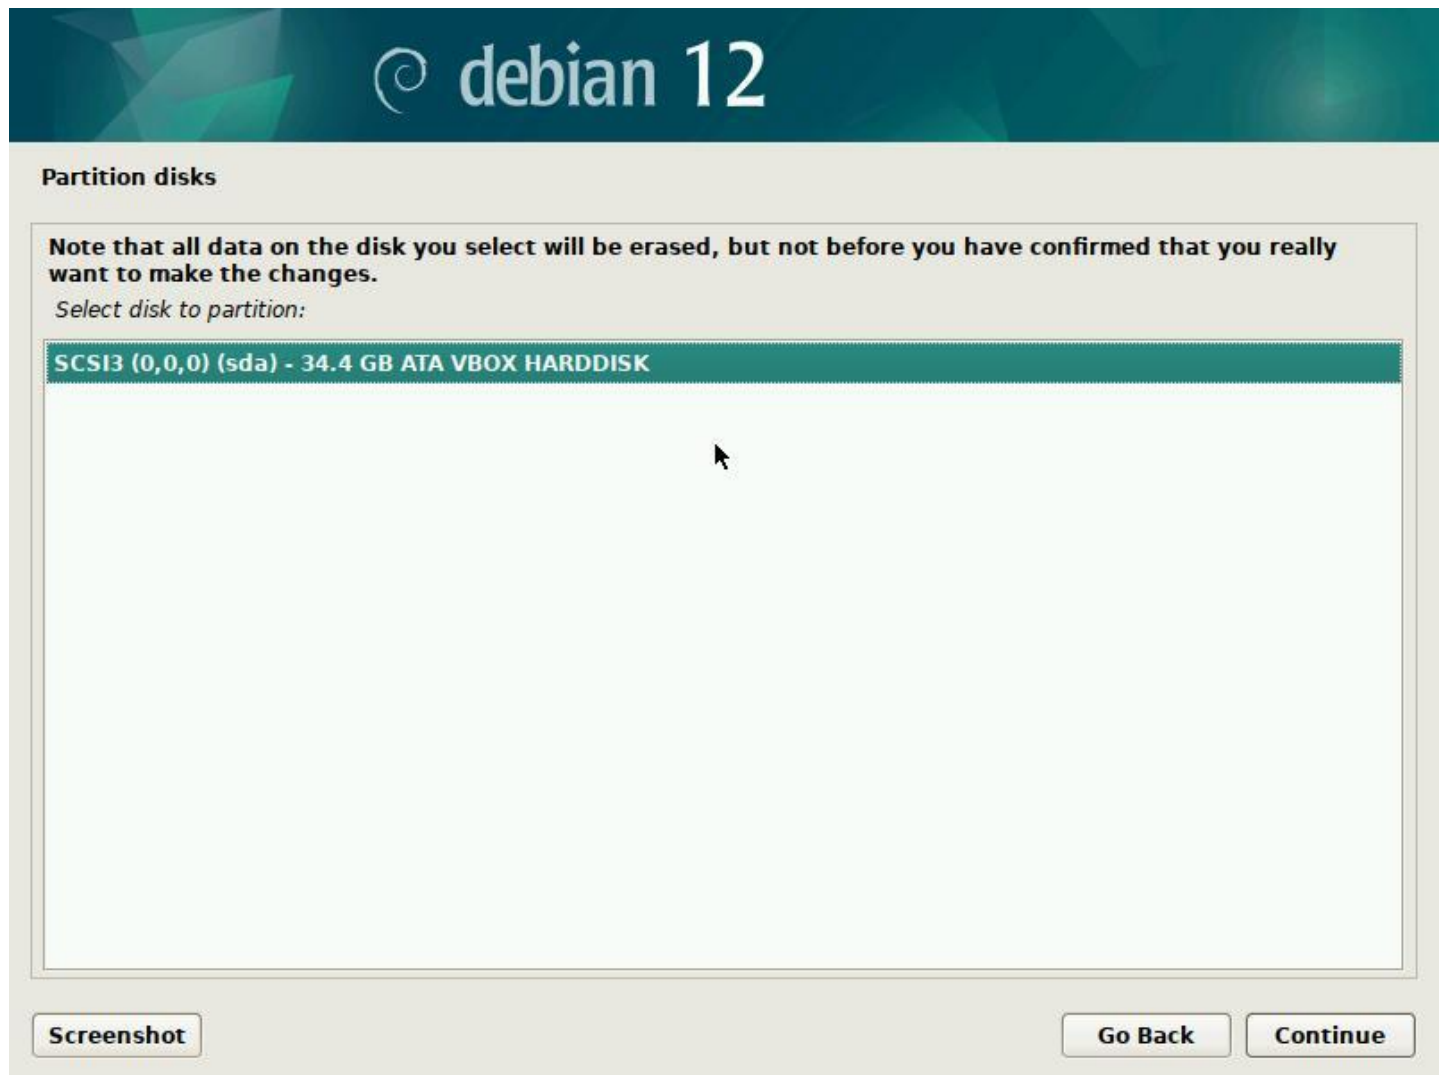 debian 12
Partition disks
Note that all data on the disk you select will be erased, but not before you have confirmed that you really
want to make the changes.
Select disk to partition:
SCSI3 (0,0,0) (sda) - 34.4 GB ATA VBOX HARDDISK
Screenshot
Go Back
Continue